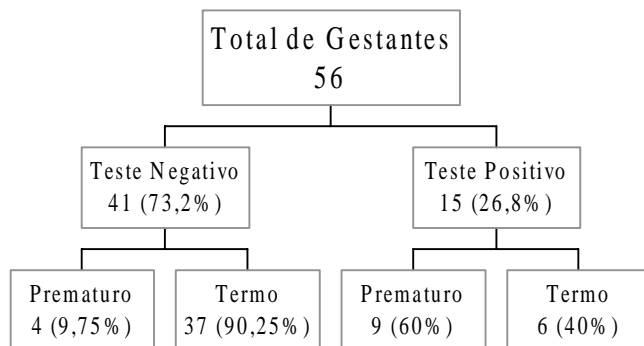 Total de Gestantes
56
Teste Negativo
41 (73,2%)
Teste Positivo
15 (26,8%)
Prematuro
4 (9,75%)
Termo
37 (90,25%)
Prematuro
9 (60%)
Termo
6 (40%)